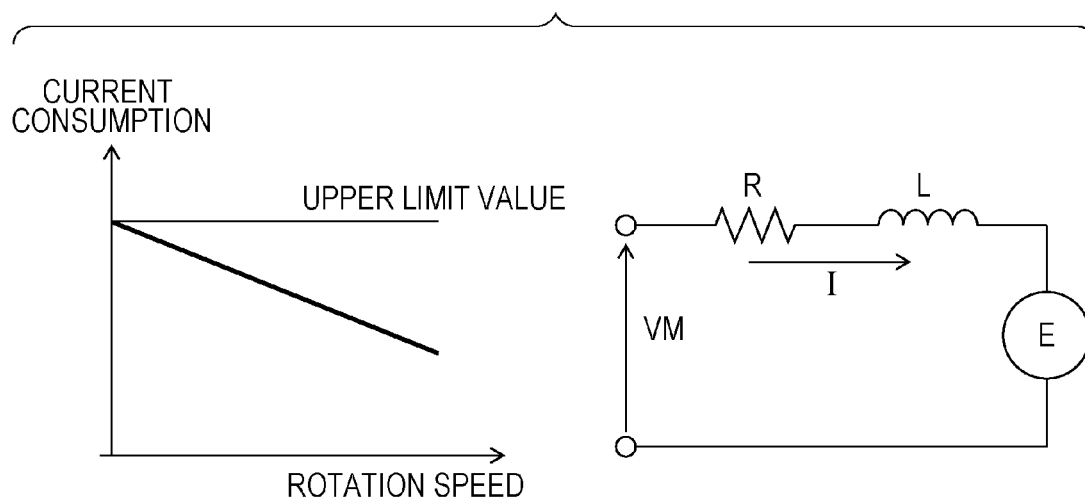 CURRENT
CONSUMPTION
UPPER LIMIT VALUE
ROTATION SPEED
R
L
I
VM
E